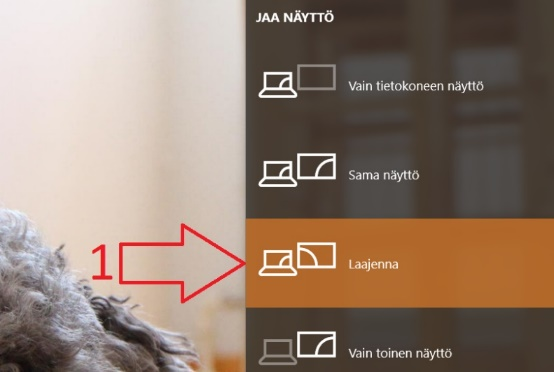 JAA NÄYTTÖ
Vain tietokoneen näyttö
Sama näyttö
1
Laajenna
Vain toinen näyttö